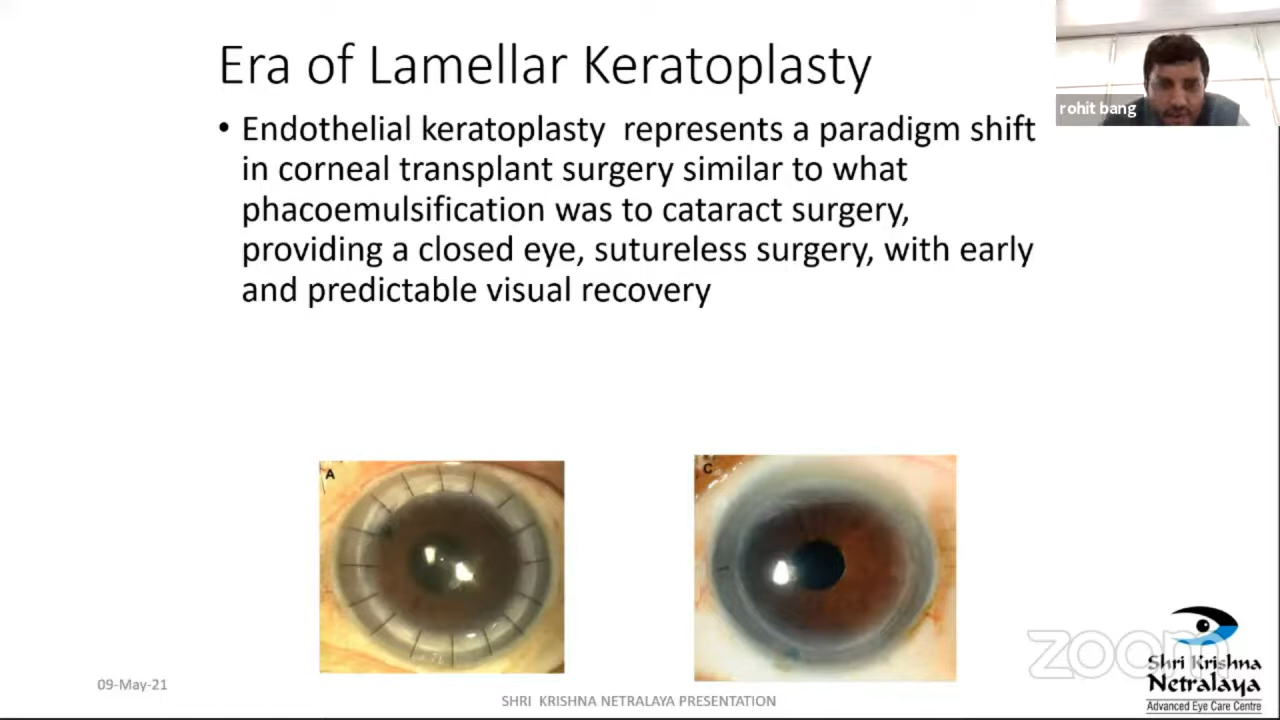 Era of Lamellar Keratoplasty
rohit bang
• Endothelial keratoplasty represents a paradigm shift
in corneal transplant surgery similar to what
phacoemulsification was to cataract surgery,
providing a closed eye, sutureless surgery, with early
and predictable visual recovery
A
C
zoom
Shri Krishna
Netralaya
Advanced Eye Care Centre
09-May-21
SHRI KRISHNA NETRALAYA PRESENTATION